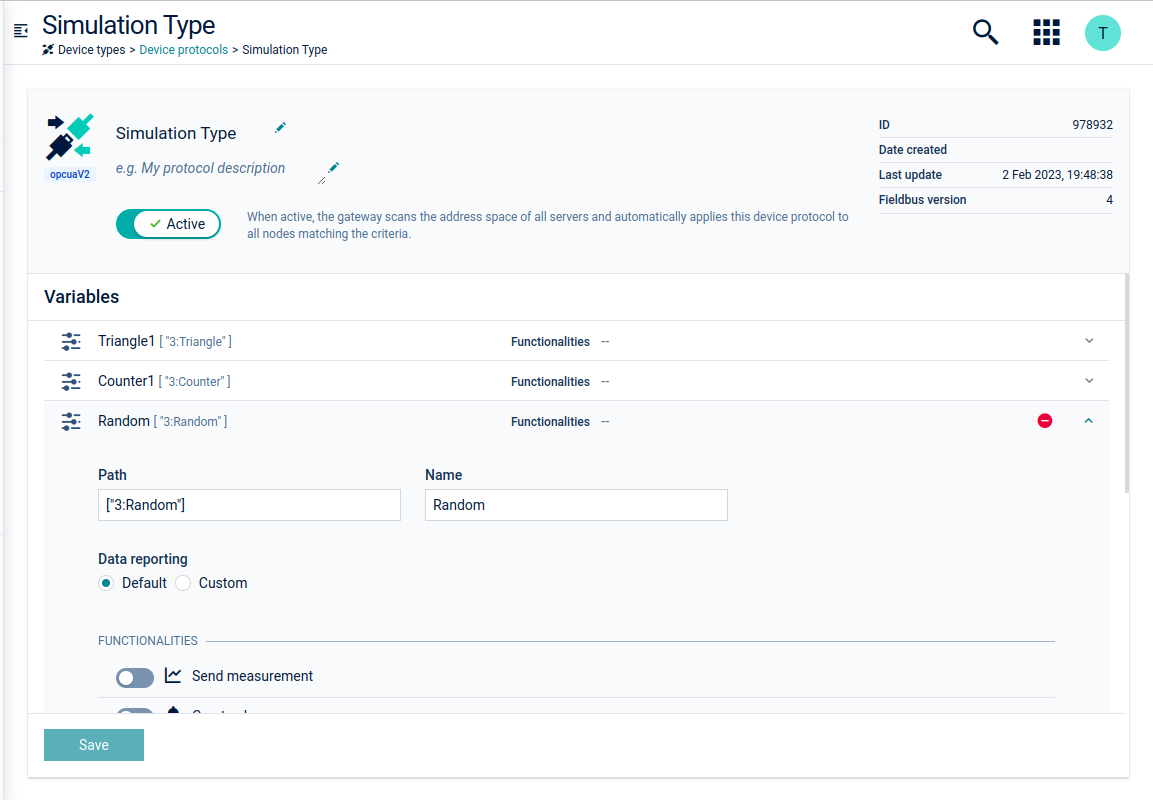 Simulation Type
Device types > Device protocols > Simulation Type
T
opcuaV2
Simulation Type
e.g. My protocol description
Active
When active, the gateway scans the address space of all servers and automatically applies this device protocol to
all nodes matching the criteria.
ID 978932
Date created
Last update 2 Feb 2023, 19:48:38
Fieldbus version 4
Variables
Triangle1 [ "3:Triangle" ] Functionalities --
Counter1 [ "3:Counter" ] Functionalities --
Random [ "3:Random" ] Functionalities --
Path Name
["3:Random"] Random
Data reporting
Default Custom
FUNCTIONALITIES
Send measurement
Save